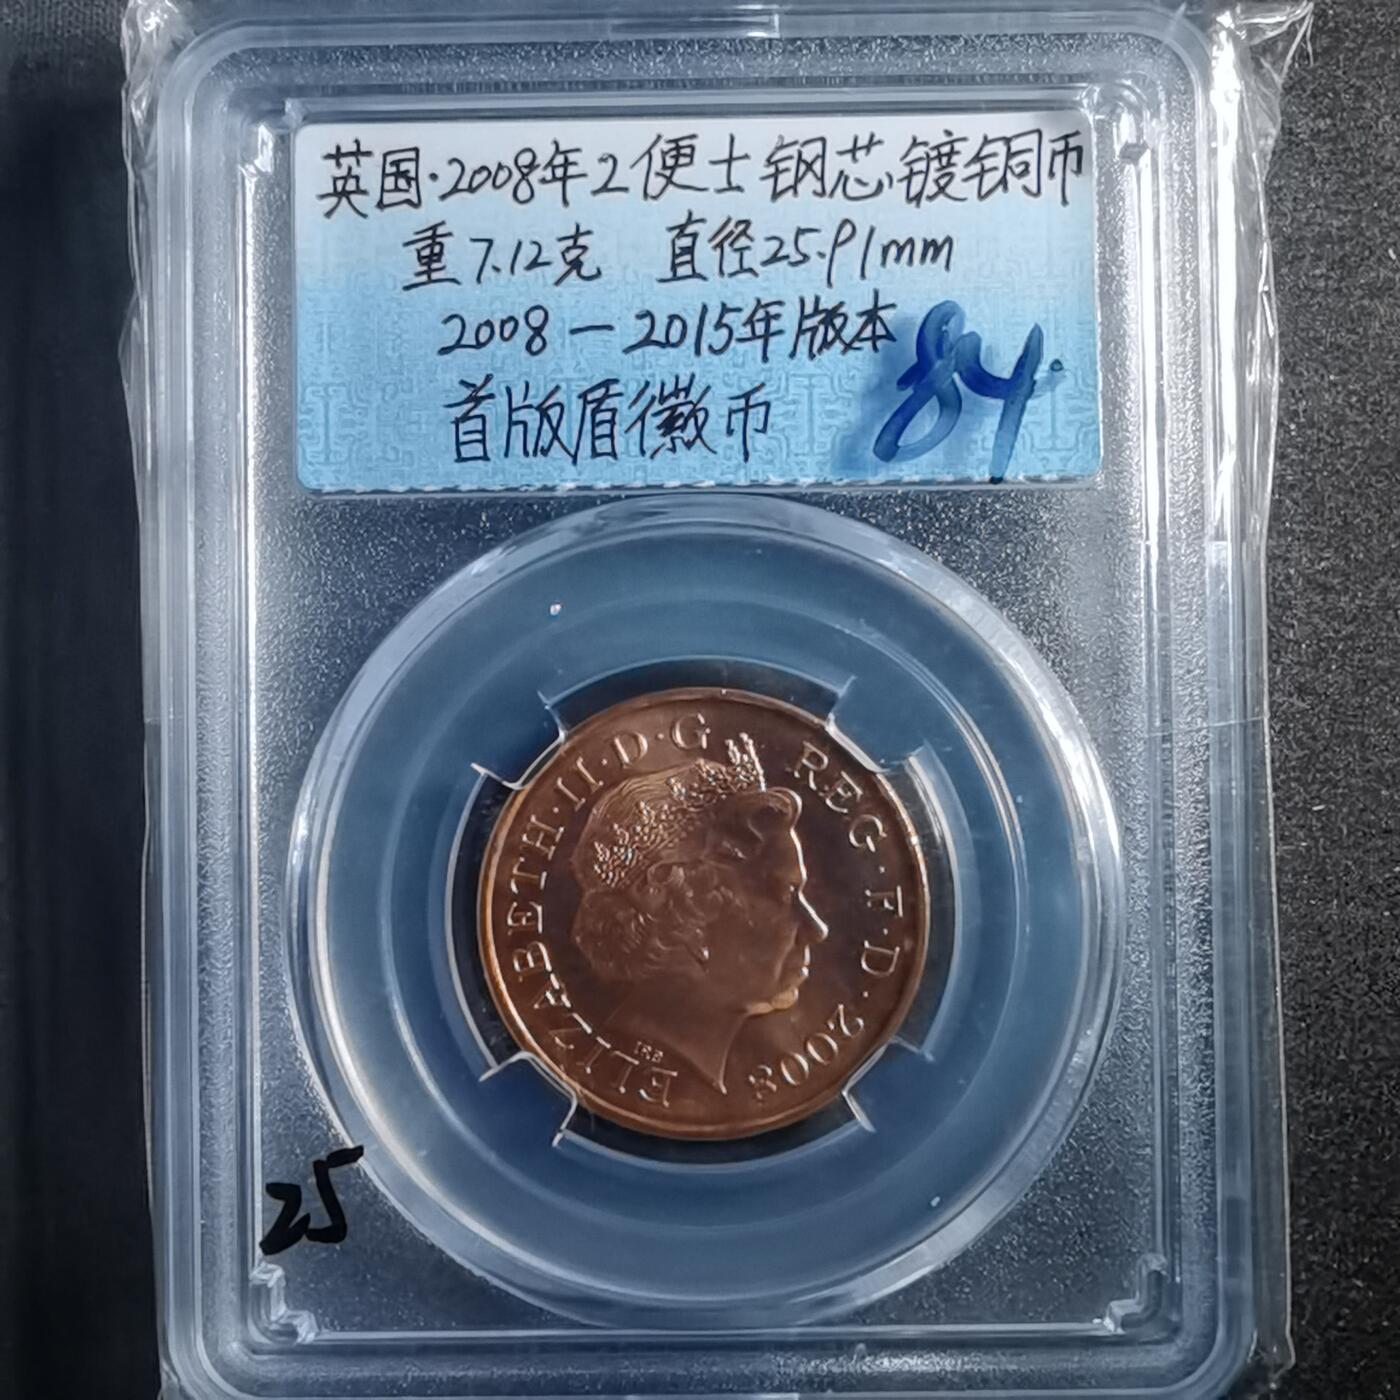 英国·2008年2便士钢芯镀铜币
重7.12克 直径25.91mm
2008-2015年版本
首版盾徽币
84
ELIZABETH·II·D·G REG·F·D·2008
IRB
25